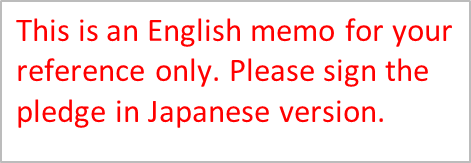 This is an English memo for your
reference only. Please sign the
pledge in Japanese version.